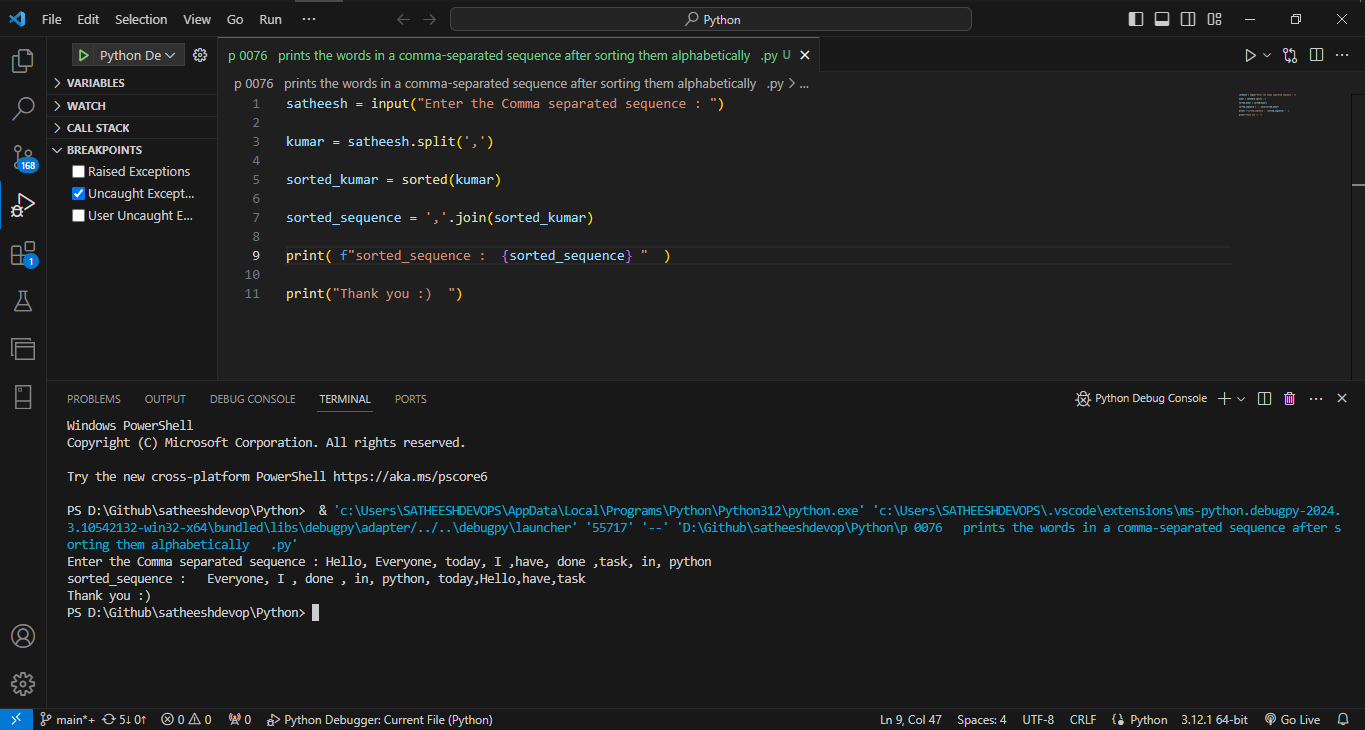 File Edit Selection View Go Run ··· Python
Python De
p 0076 prints the words in a comma-separated sequence after sorting them alphabetically .py U
VARIABLES
WATCH
CALL STACK
BREAKPOINTS
Raised Exceptions
Uncaught Except...
User Uncaught E...
168
1
p 0076 prints the words in a comma-separated sequence after sorting them alphabetically .py > ...
1 satheesh = input("Enter the Comma separated sequence : ")
2
3 kumar = satheesh.split(',')
4
5 sorted_kumar = sorted(kumar)
6
7 sorted_sequence = ','.join(sorted_kumar)
8
9 print( f"sorted_sequence :  {sorted_sequence} "  )
10
11 print("Thank you :)  ")
PROBLEMS OUTPUT DEBUG CONSOLE TERMINAL PORTS Python Debug Console
Windows PowerShell
Copyright (C) Microsoft Corporation. All rights reserved.
Try the new cross-platform PowerShell https://aka.ms/pscore6
PS D:\Github\satheeshdevop\Python>  & 'c:\Users\SATHEESHDEVOPS\AppData\Local\Programs\Python\Python312\python.exe' 'c:\Users\SATHEESHDEVOPS\.vscode\extensions\ms-python.debugpy-2024.
3.10542132-win32-x64\bundled\libs\debugpy\adapter/../..\debugpy\launcher' '55717' '--' 'D:\Github\satheeshdevop\Python\p 0076   prints the words in a comma-separated sequence after s
orting them alphabetically   .py'
Enter the Comma separated sequence : Hello, Everyone, today, I ,have, done ,task, in, python
sorted_sequence :   Everyone, I , done , in, python, today,Hello,have,task
Thank you :)
PS D:\Github\satheeshdevop\Python>
main*+ 5↓ 0↑ 0 0 0 Python Debugger: Current File (Python) Ln 9, Col 47 Spaces: 4 UTF-8 CRLF Python 3.12.1 64-bit Go Live